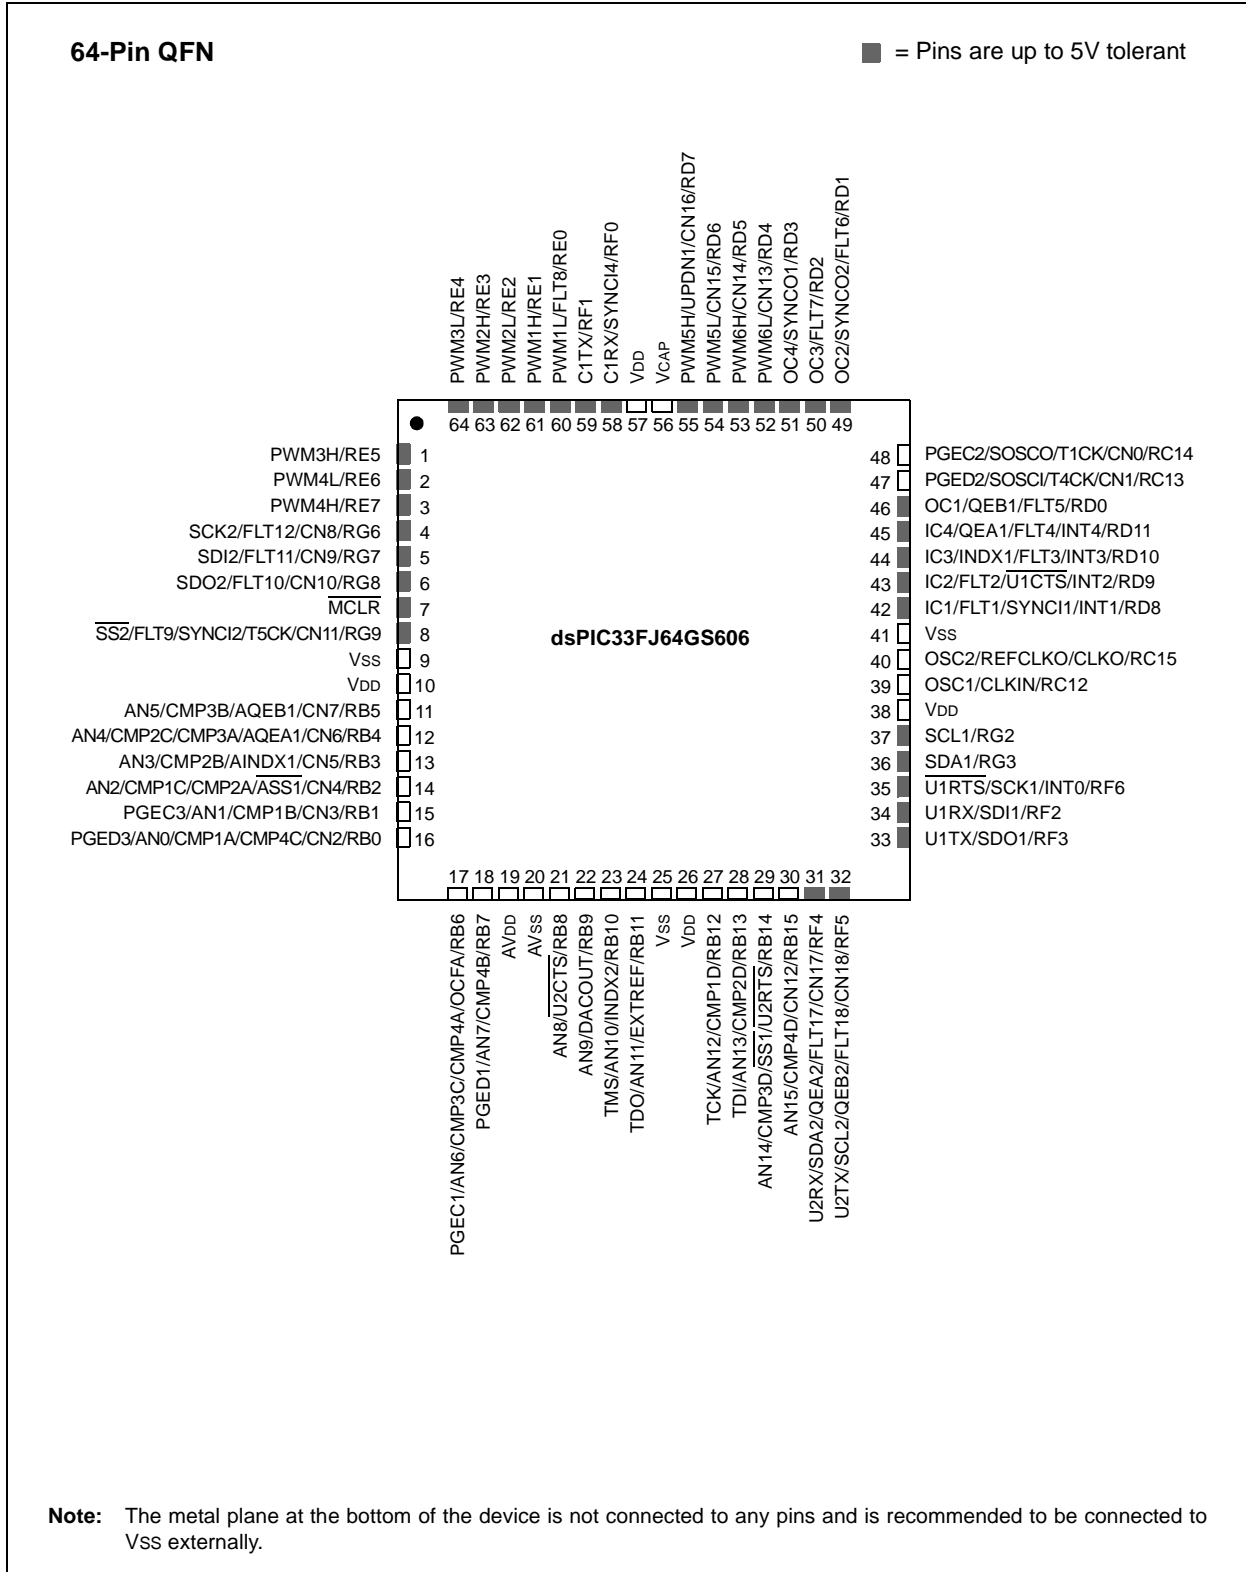 64-Pin QFN
= Pins are up to 5V tolerant
PWM3L/RE4
PWM2H/RE3
PWM2L/RE2
PWM1H/RE1
PWM1L/FLT8/RE0
C1TX/RF1
C1RX/SYNCI4/RF0
VDD
VCAP
PWM5H/UPDN1/CN16/RD7
PWM5L/CN15/RD6
PWM6H/CN14/RD5
PWM6L/CN13/RD4
OC4/SYNCO1/RD3
OC3/FLT7/RD2
OC2/SYNCO2/FLT6/RD1
64 63 62 61 60 59 58 57 56 55 54 53 52 51 50 49
PWM3H/RE5 1
PWM4L/RE6 2
PWM4H/RE7 3
SCK2/FLT12/CN8/RG6 4
SDI2/FLT11/CN9/RG7 5
SDO2/FLT10/CN10/RG8 6
MCLR 7
SS2/FLT9/SYNCI2/T5CK/CN11/RG9 8
VSS 9
VDD 10
AN5/CMP3B/AQEB1/CN7/RB5 11
AN4/CMP2C/CMP3A/AQEA1/CN6/RB4 12
AN3/CMP2B/AINDX1/CN5/RB3 13
AN2/CMP1C/CMP2A/ASS1/CN4/RB2 14
PGEC3/AN1/CMP1B/CN3/RB1 15
PGED3/AN0/CMP1A/CMP4C/CN2/RB0 16
dsPIC33FJ64GS606
48 PGEC2/SOSCO/T1CK/CN0/RC14
47 PGED2/SOSCI/T4CK/CN1/RC13
46 OC1/QEB1/FLT5/RD0
45 IC4/QEA1/FLT4/INT4/RD11
44 IC3/INDX1/FLT3/INT3/RD10
43 IC2/FLT2/U1CTS/INT2/RD9
42 IC1/FLT1/SYNCI1/INT1/RD8
41 VSS
40 OSC2/REFCLKO/CLKO/RC15
39 OSC1/CLKIN/RC12
38 VDD
37 SCL1/RG2
36 SDA1/RG3
35 U1RTS/SCK1/INT0/RF6
34 U1RX/SDI1/RF2
33 U1TX/SDO1/RF3
17 18 19 20 21 22 23 24 25 26 27 28 29 30 31 32
PGEC1/AN6/CMP3C/CMP4A/OCFA/RB6
PGED1/AN7/CMP4B/RB7
AVDD
AVSS
AN8/U2CTS/RB8
AN9/DACOUT/RB9
TMS/AN10/INDX2/RB10
TDO/AN11/EXTREF/RB11
VSS
VDD
TCK/AN12/CMP1D/RB12
TDI/AN13/CMP2D/RB13
AN14/CMP3D/SS1/U2RTS/RB14
AN15/CMP4D/CN12/RB15
U2RX/SDA2/QEA2/FLT17/CN17/RF4
U2TX/SCL2/QEB2/FLT18/CN18/RF5
Note: The metal plane at the bottom of the device is not connected to any pins and is recommended to be connected to
VSS externally.